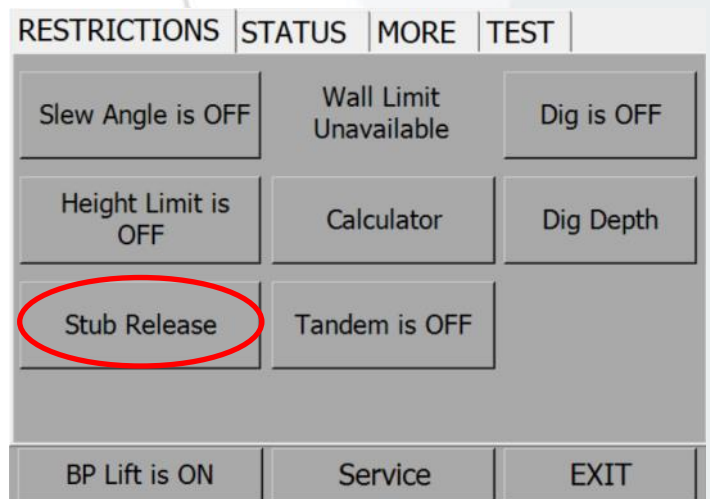 RESTRICTIONS STATUS MORE TEST
Slew Angle is OFF
Wall Limit
Unavailable
Dig is OFF
Height Limit is
OFF
Calculator
Dig Depth
Stub Release
Tandem is OFF
BP Lift is ON
Service
EXIT